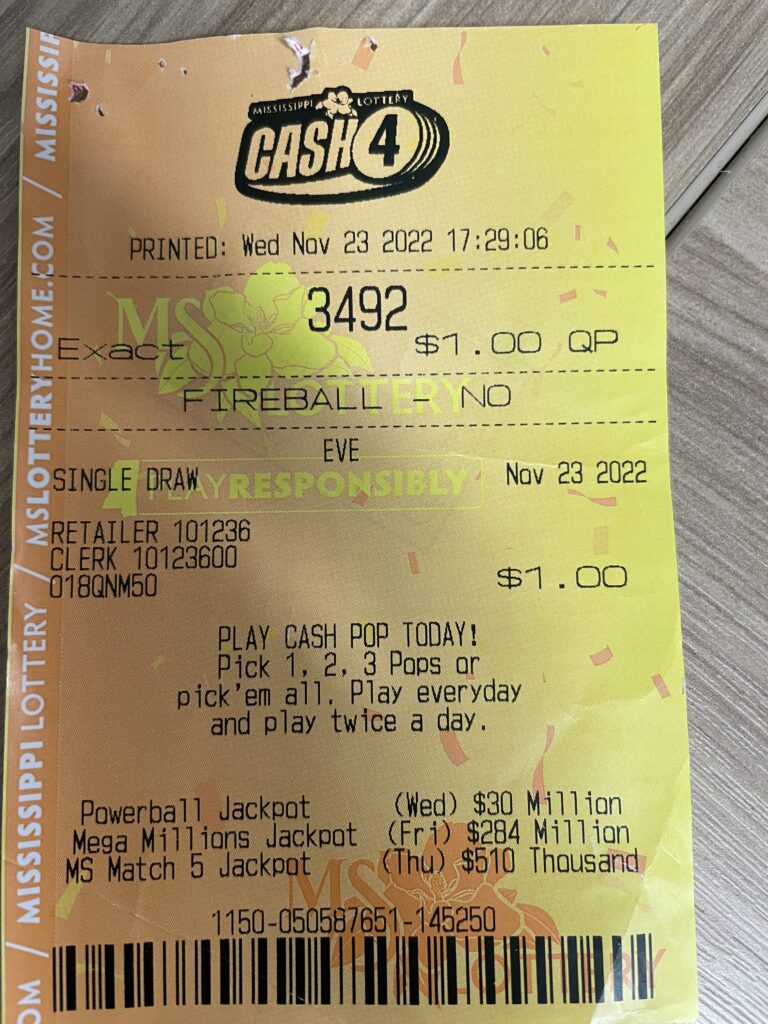 MISSISSIPPI LOTTERY
CASH 4
PRINTED: Wed Nov 23 2022 17:29:06
3492
Exact $1.00 QP
FIREBALL - NO
EVE
SINGLE DRAW Nov 23 2022
RETAILER 101236
CLERK 10123600
018QNM50
$1.00
PLAY CASH POP TODAY!
Pick 1, 2, 3 Pops or
pick'em all. Play everyday
and play twice a day.
Powerball Jackpot (Wed) $30 Million
Mega Millions Jackpot (Fri) $284 Million
MS Match 5 Jackpot (Thu) $510 Thousand
1150-050587651-145250
OM / MISSISSIPPI LOTTERY / MSLOTTERYHOME.COM / MISSISSIP
MS
LOTTERY
PLAY RESPONSIBLY
MS
LOTTERY